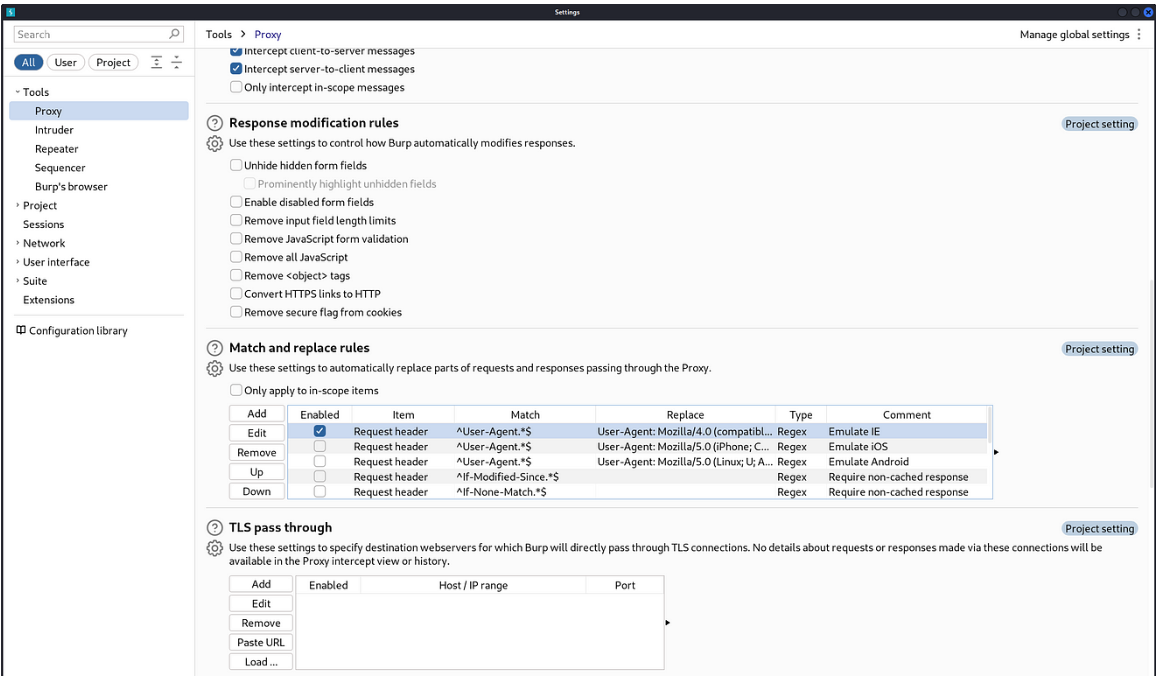 S
Settings
Search
Tools > Proxy
Manage global settings
All User Project
Tools
Proxy
Intruder
Repeater
Sequencer
Burp's browser
Project
Sessions
Network
User interface
Suite
Extensions
Configuration library
Intercept client-to-server messages
Intercept server-to-client messages
Only intercept in-scope messages
? Response modification rules
Project setting
Use these settings to control how Burp automatically modifies responses.
Unhide hidden form fields
Prominently highlight unhidden fields
Enable disabled form fields
Remove input field length limits
Remove JavaScript form validation
Remove all JavaScript
Remove <object> tags
Convert HTTPS links to HTTP
Remove secure flag from cookies
? Match and replace rules
Project setting
Use these settings to automatically replace parts of requests and responses passing through the Proxy.
Only apply to in-scope items
Add
Edit
Remove
Up
Down
Enabled Item Match Replace Type Comment
Request header ^User-Agent.*$ User-Agent: Mozilla/4.0 (compatibl... Regex Emulate IE
Request header ^User-Agent.*$ User-Agent: Mozilla/5.0 (iPhone; C... Regex Emulate iOS
Request header ^User-Agent.*$ User-Agent: Mozilla/5.0 (Linux; U; A... Regex Emulate Android
Request header ^If-Modified-Since.*$ Regex Require non-cached response
Request header ^If-None-Match.*$ Regex Require non-cached response
? TLS pass through
Project setting
Use these settings to specify destination webservers for which Burp will directly pass through TLS connections. No details about requests or responses made via these connections will be
available in the Proxy intercept view or history.
Add
Edit
Remove
Paste URL
Load ...
Enabled Host / IP range Port